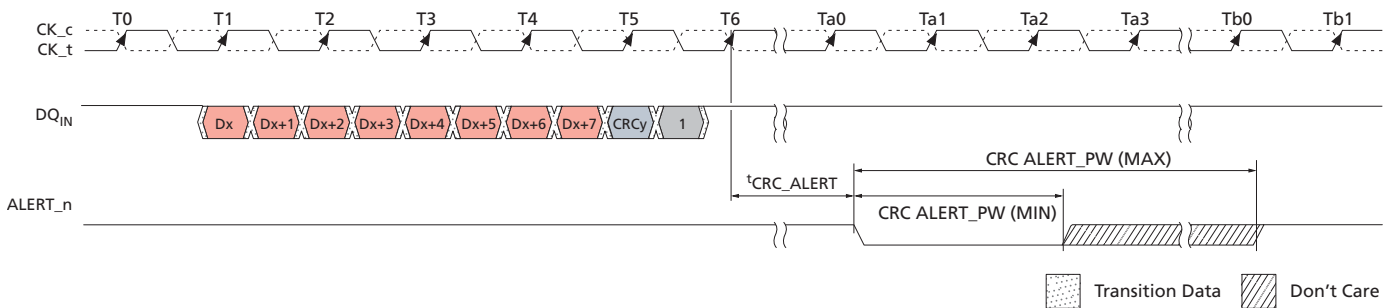 T0 T1 T2 T3 T4 T5 T6 Ta0 Ta1 Ta2 Ta3 Tb0 Tb1
CK_c
CK_t
DQIN
Dx Dx+1 Dx+2 Dx+3 Dx+4 Dx+5 Dx+6 Dx+7 CRCy 1
CRC ALERT_PW (MAX)
tCRC_ALERT
ALERT_n
CRC ALERT_PW (MIN)
Transition Data
Don't Care